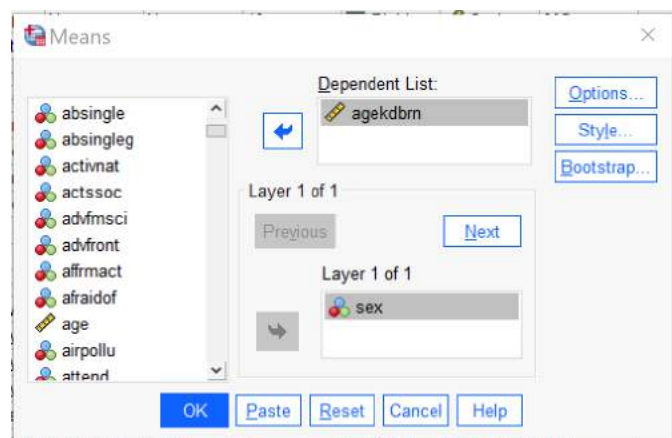 Means
Dependent List:
agekdbrn
Options...
Style...
Bootstrap...
absingle
absingleg
activnat
actssoc
advfmsci
advfront
affrmact
afraidof
age
airpollu
attend
Layer 1 of 1
Previous
Next
Layer 1 of 1
sex
OK
Paste
Reset
Cancel
Help